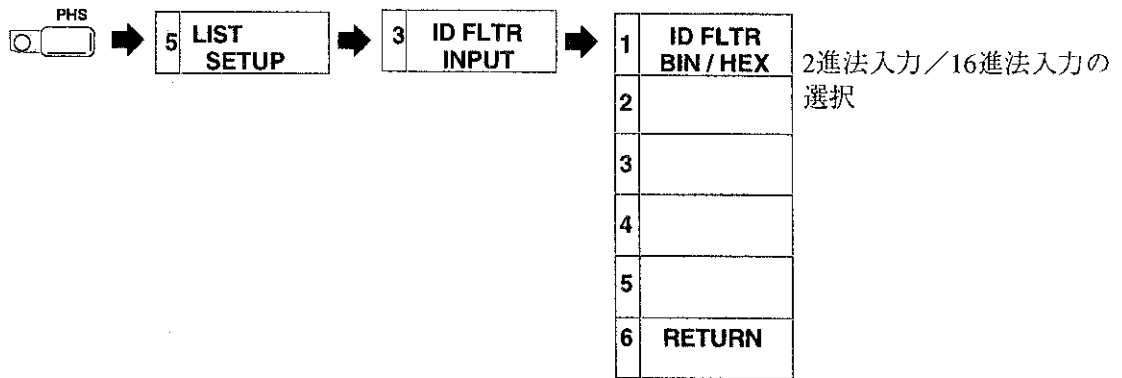 PHS
5 LIST
SETUP
3 ID FLTR
INPUT
1 ID FLTR
BIN / HEX
2進法入力／16進法入力の
選択
2
3
4
5
6 RETURN